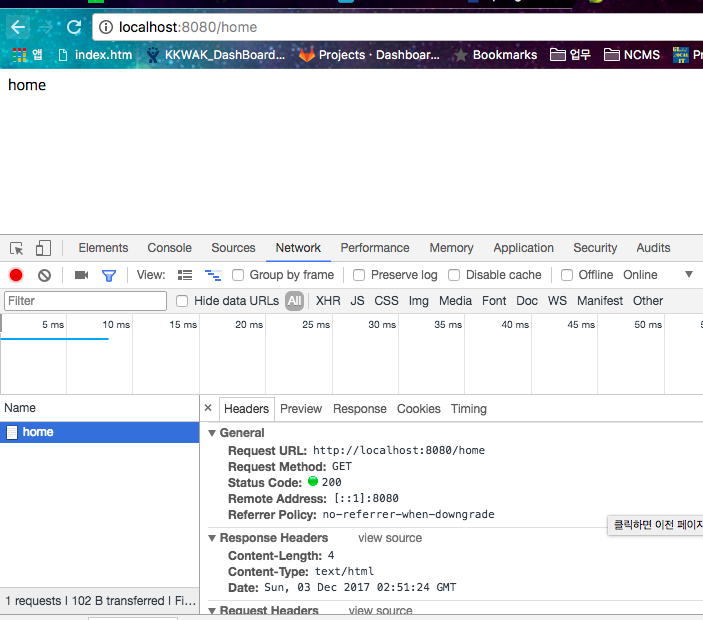 localhost:8080/home
앱 index.htm KKWAK_DashBoard... Projects · Dashboar... Bookmarks 업무 NCMS
home
Elements Console Sources Network Performance Memory Application Security Audits
View: Group by frame Preserve log Disable cache Offline Online
Filter Hide data URLs All XHR JS CSS Img Media Font Doc WS Manifest Other
5 ms 10 ms 15 ms 20 ms 25 ms 30 ms 35 ms 40 ms 45 ms 50 ms
Name × Headers Preview Response Cookies Timing
home
General
Request URL: http://localhost:8080/home
Request Method: GET
Status Code: 200
Remote Address: [::1]:8080
Referrer Policy: no-referrer-when-downgrade
클릭하면 이전 페이지
Response Headers view source
Content-Length: 4
Content-Type: text/html
Date: Sun, 03 Dec 2017 02:51:24 GMT
1 requests | 102 B transferred | Fi...
Request Headers view source